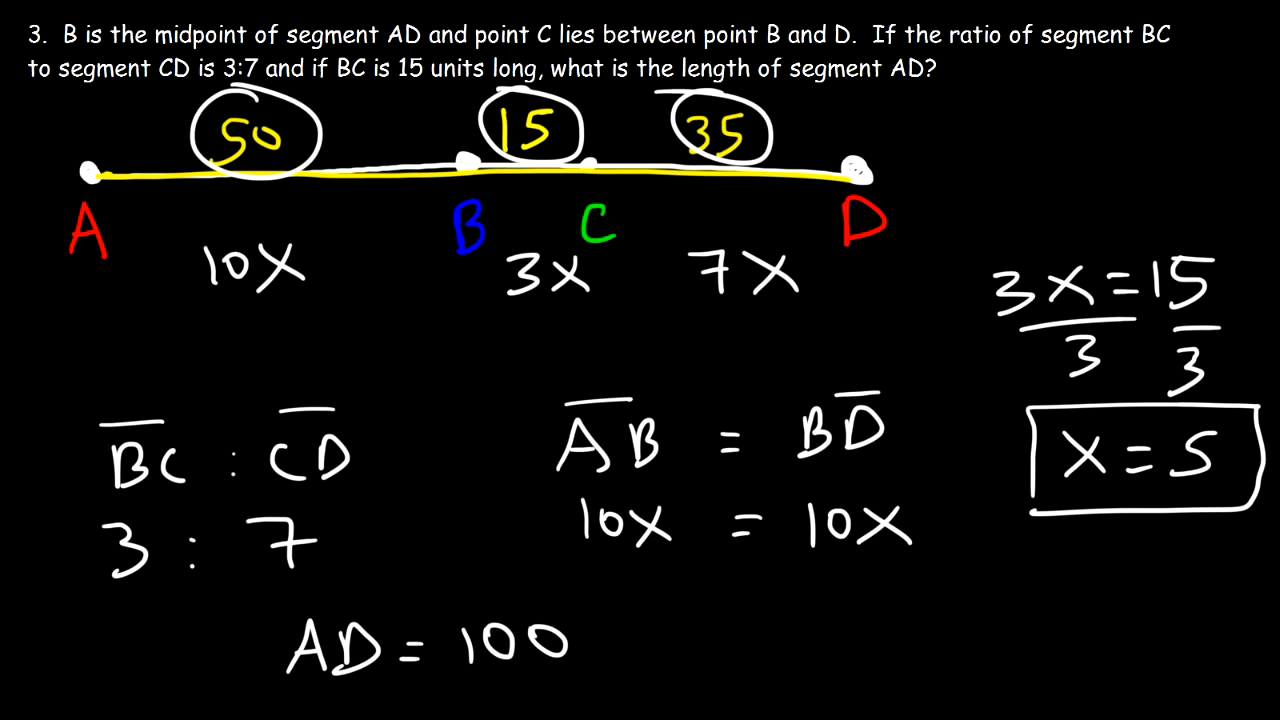 3. B is the midpoint of segment AD and point C lies between point B and D. If the ratio of segment BC
to segment CD is 3:7 and if BC is 15 units long, what is the length of segment AD?
50 15 35
A B C D
10X 3X 7X
3X = 15
3 3
X = 5
BC : CD
3 : 7
AB = BD
10X = 10X
AD = 100